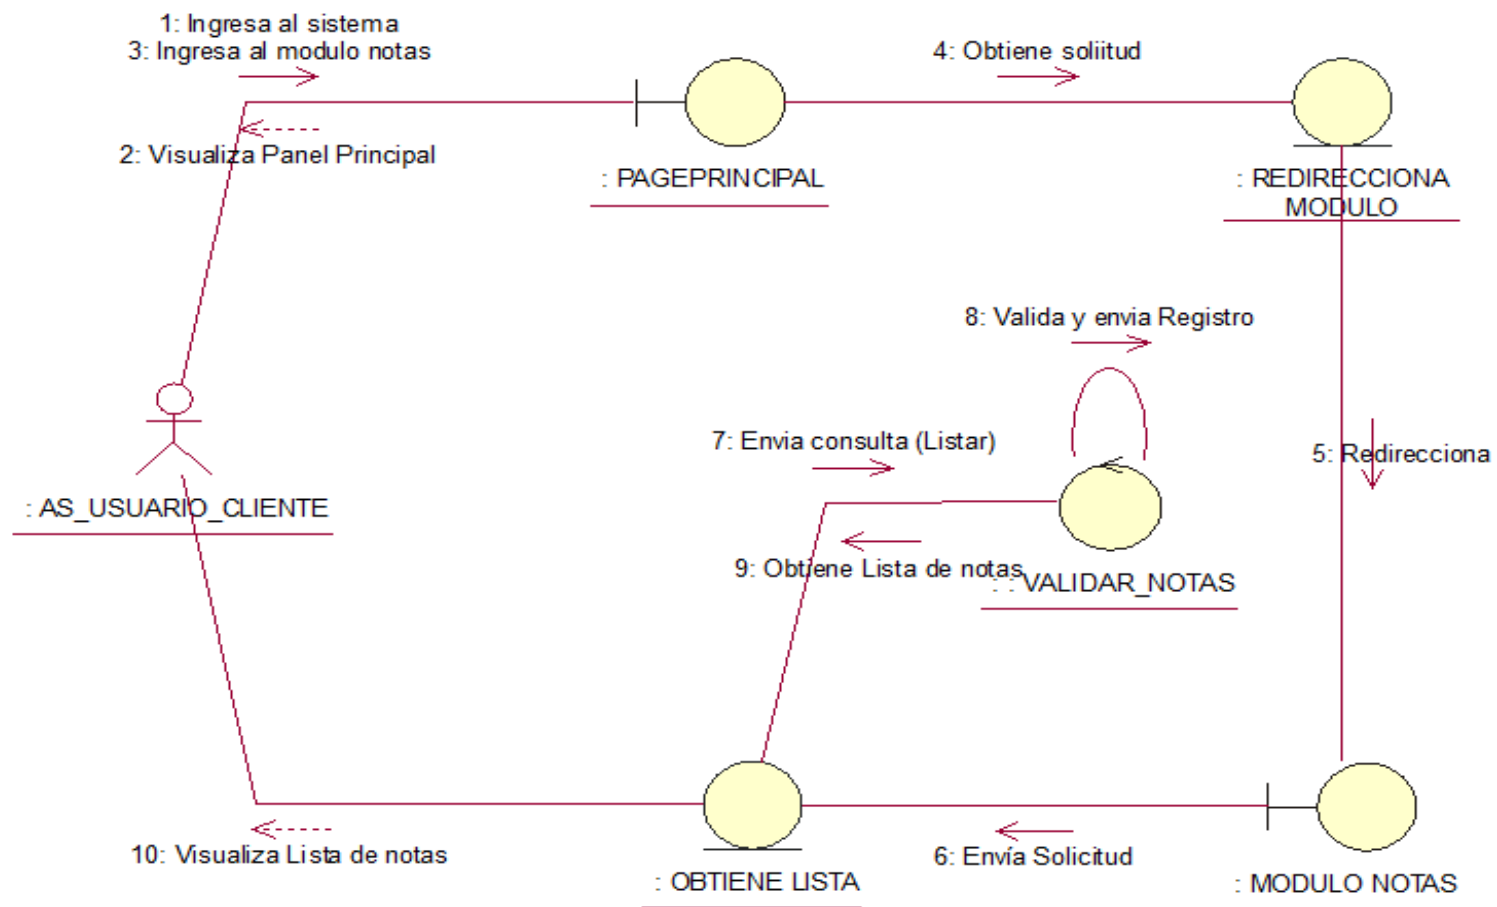 1: Ingresa al sistema
3: Ingresa al modulo notas
4: Obtiene soliitud
2: Visualiza Panel Principal
: PAGEPRINCIPAL
: REDIRECCIONA
MODULO
8: Valida y envia Registro
7: Envia consulta (Listar)
5: Redirecciona
: AS_USUARIO_CLIENTE
9: Obtiene Lista de notas
: : VALIDAR_NOTAS
10: Visualiza Lista de notas
6: Envía Solicitud
: OBTIENE LISTA
: MODULO NOTAS